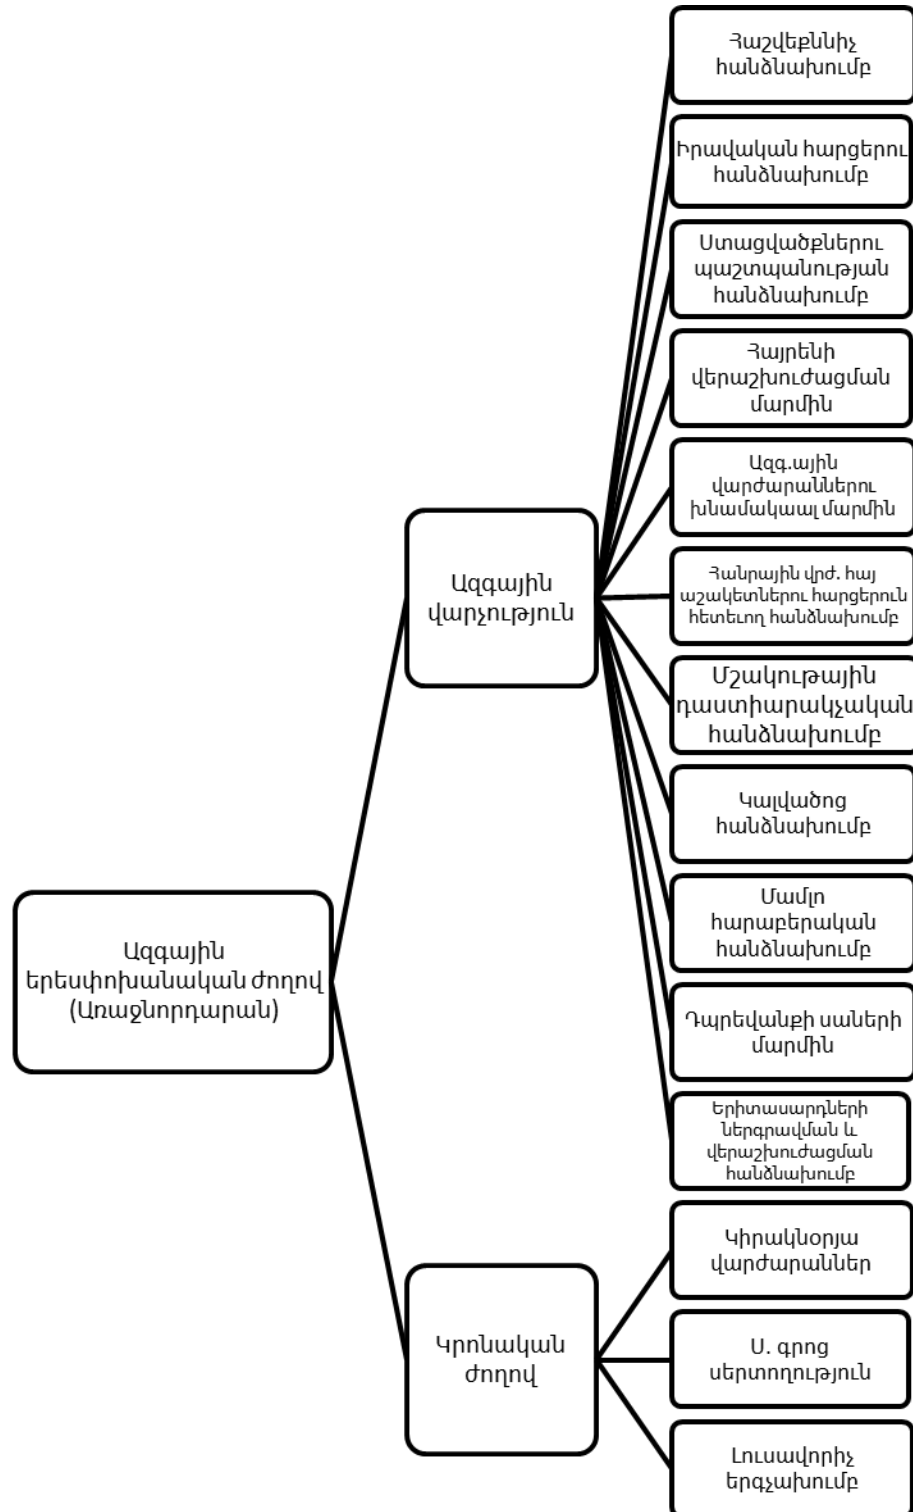 Հաշվեքննիչ
հանձնախումբ
Իրավական հարցերու
հանձնախումբ
Ստացվածքներու
պաշտպանության
հանձնախումբ
Հայրենի
վերաշխուժացման
մարմին
Ազգ.ային
վարժարաններու
խնամակաալ մարմին
Ազգային
վարչություն
Հանրային վրժ. հայ
աշակետներու հարցերուն
հետեւող հանձնախումբ
Մշակութային
դաստիարակչական
հանձնախումբ
Կալվածոց
հանձնախումբ
Մամլո
հարաբերական
հանձնախումբ
Ազգային
երեսփոխանական ժողով
(Առաջնորդարան)
Դպրեվանքի սաների
մարմին
Երիտասարդների
ներգրավման և
վերաշխուժացման
հանձնախումբ
Կիրակնօրյա
վարժարաններ
Կրոնական
ժողով
Ս. գրոց
սերտողություն
Լուսավորիչ
երգչախումբ